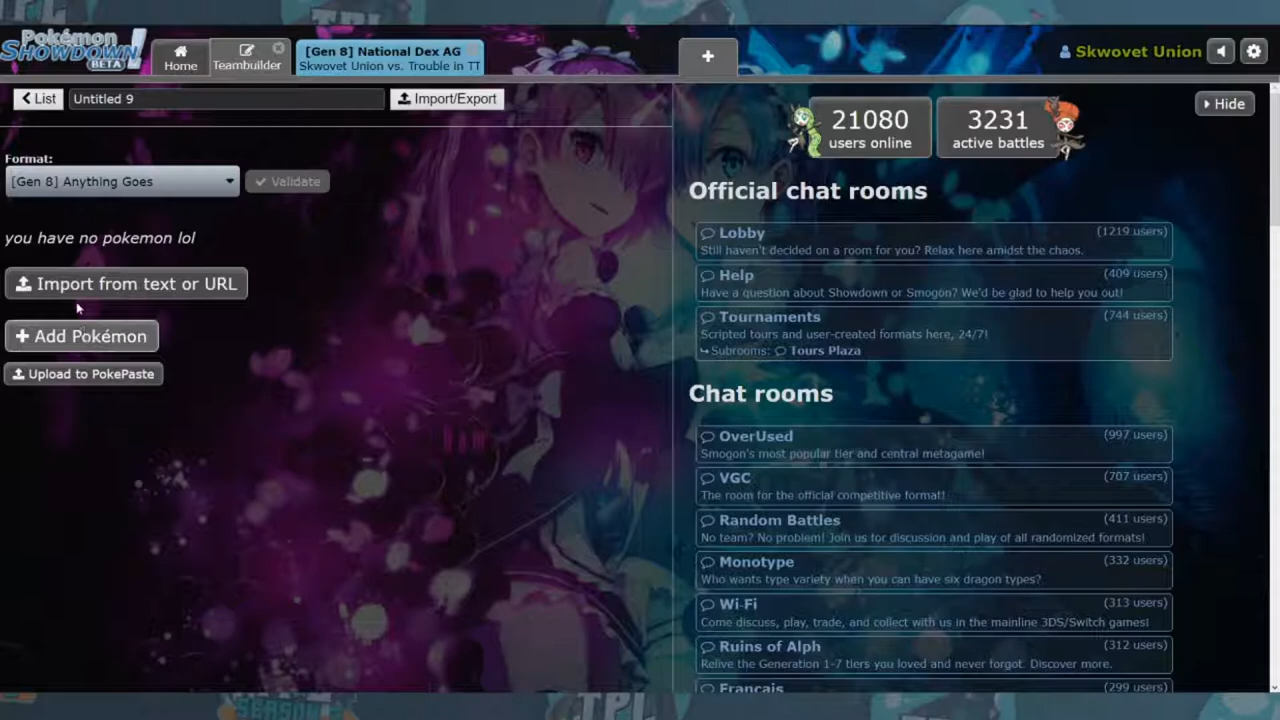 Pokémon
SHOWDOWN!
BETA
Home
Teambuilder
[Gen 8] National Dex AG
Skwovet Union vs. Trouble in TT
+
Skwovet Union
List
Untitled 9
Import/Export
Hide
21080
users online
3231
active battles
Format:
[Gen 8] Anything Goes
Validate
you have no pokemon lol
Import from text or URL
+ Add Pokémon
Upload to PokePaste
Official chat rooms
Lobby
(1219 users)
Still haven't decided on a room for you? Relax here amidst the chaos.
Help
(409 users)
Have a question about Showdown or Smogon? We'd be glad to help you out!
Tournaments
(744 users)
Scripted tours and user-created formats here, 24/7!
Subrooms: Tours Plaza
Chat rooms
OverUsed
(997 users)
Smogon's most popular tier and central metagame!
VGC
(707 users)
The room for the official competitive format!
Random Battles
(411 users)
No team? No problem! Join us for discussion and play of all randomized formats!
Monotype
(332 users)
Who wants type variety when you can have six dragon types?
Wi-Fi
(313 users)
Come discuss, play, trade, and collect with us in the mainline 3DS/Switch games!
Ruins of Alph
(312 users)
Relive the Generation 1-7 tiers you loved and never forgot. Discover more.
Français
(299 users)
TPL
SEASON
TPL